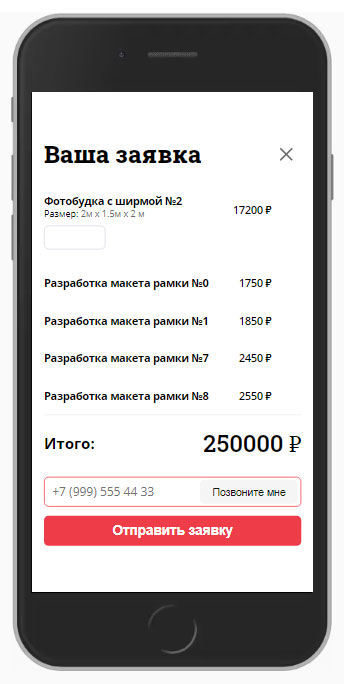 Ваша заявка
Фотобудка с ширмой №2
Размер: 2м x 1.5м x 2 м
17200 ₽
Разработка макета рамки №0 1750 ₽
Разработка макета рамки №1 1850 ₽
Разработка макета рамки №7 2450 ₽
Разработка макета рамки №8 2550 ₽
Итого: 250000 ₽
+7 (999) 555 44 33 Позвоните мне
Отправить заявку